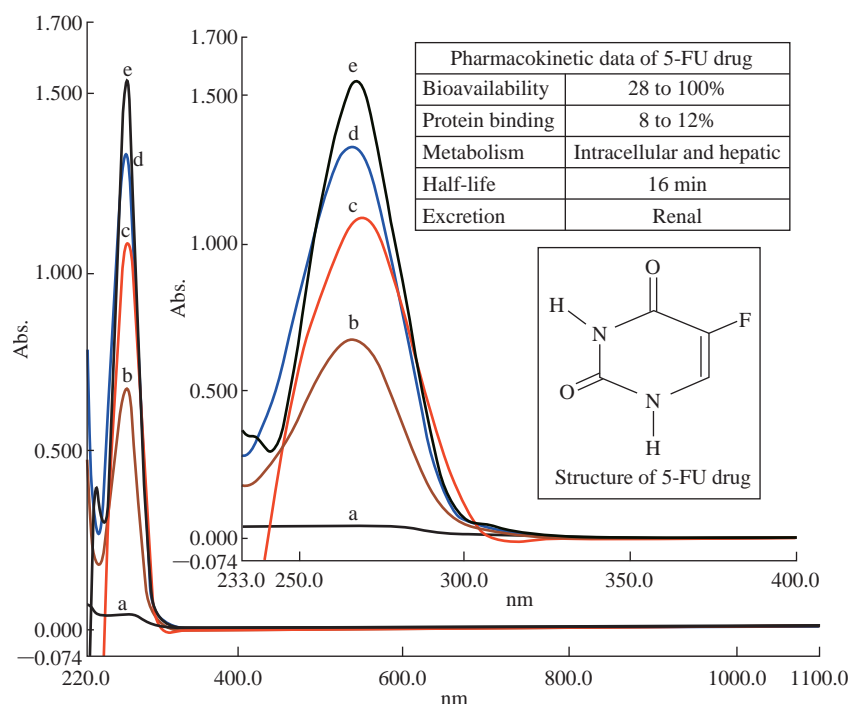 1.700
1.500
1.000
0.500
0.000
—0.074
Abs.
220.0
400.0
600.0
800.0
1000.0
1100.0
nm
e
d
c
b
a
1.700
1.500
1.000
0.500
0.000
—0.074
Abs.
233.0
250.0
300.0
350.0
400.0
nm
e
d
c
b
a
Pharmacokinetic data of 5-FU drug
Bioavailability 28 to 100%
Protein binding 8 to 12%
Metabolism Intracellular and hepatic
Half-life 16 min
Excretion Renal
O
H
N
F
O
N
H
Structure of 5-FU drug